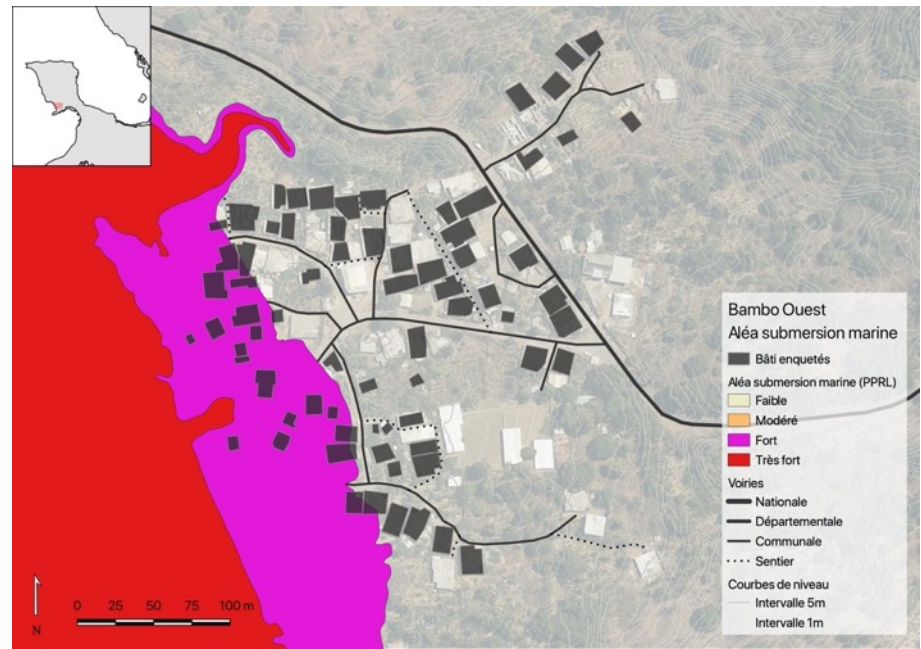 Bambo Ouest
Aléa submersion marine
Bâti enquetés
Aléa submersion marine (PPRL)
Faible
Modéré
Fort
Très fort
Voiries
Nationale
Départementale
Communale
Sentier
Courbes de niveau
Intervalle 5m
Intervalle 1m
0 25 50 75 100 m
N